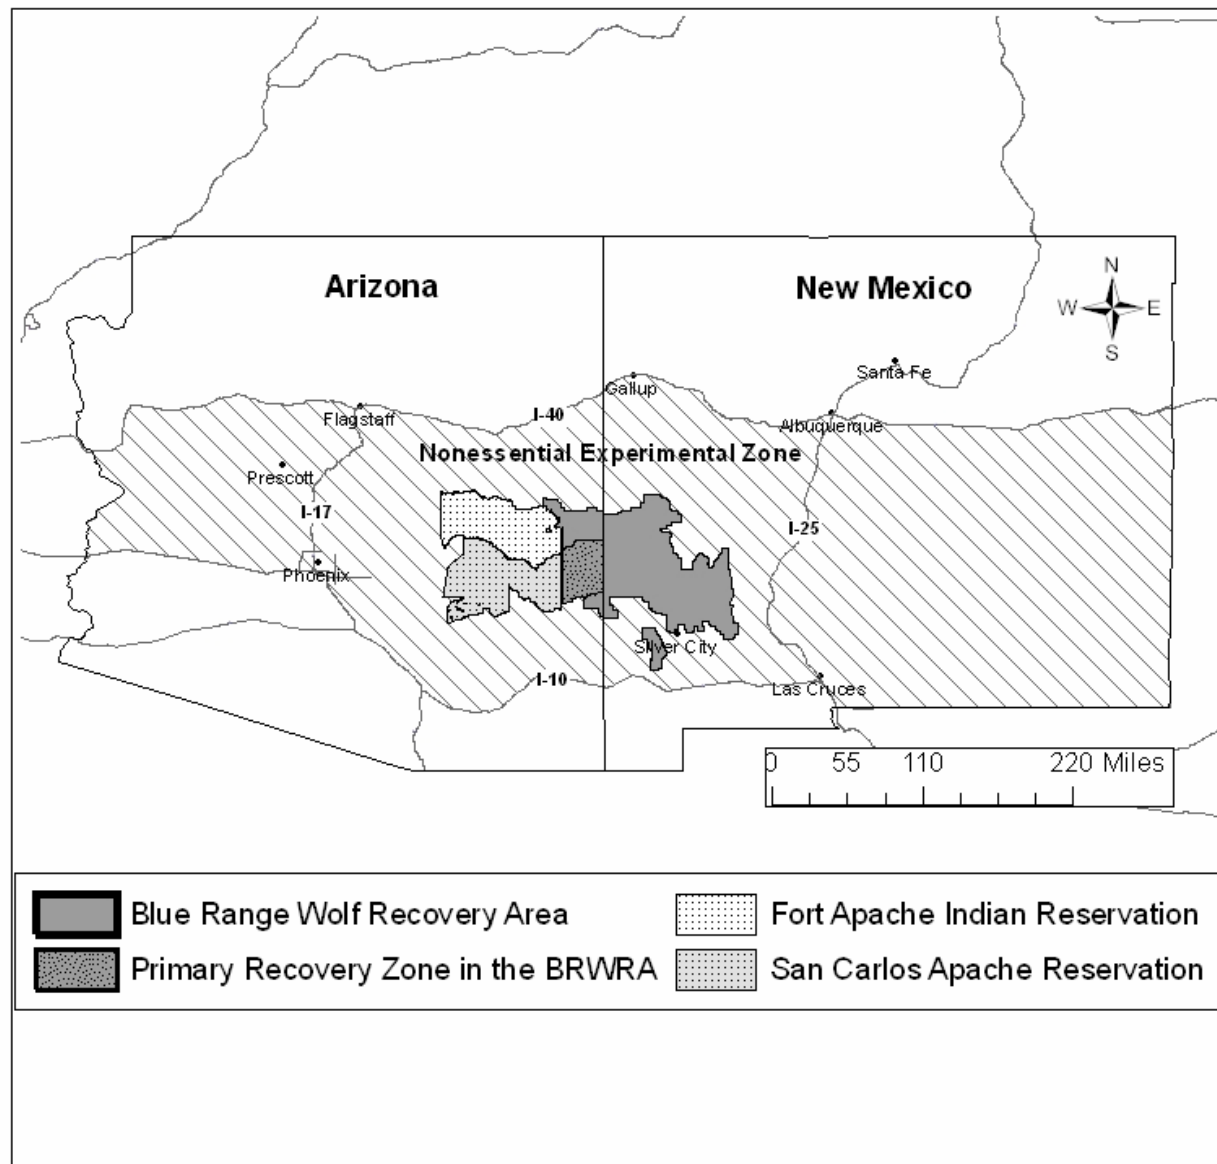 Arizona
New Mexico
N
W E
S
Santa Fe
Gallup
Flagstaff
I-40
Albuquerque
Nonessential Experimental Zone
Prescott
I-17
I-25
Phoenix
Silver City
I-10
Las Cruces
0 55 110 220 Miles
Blue Range Wolf Recovery Area
Fort Apache Indian Reservation
Primary Recovery Zone in the BRWRA
San Carlos Apache Reservation